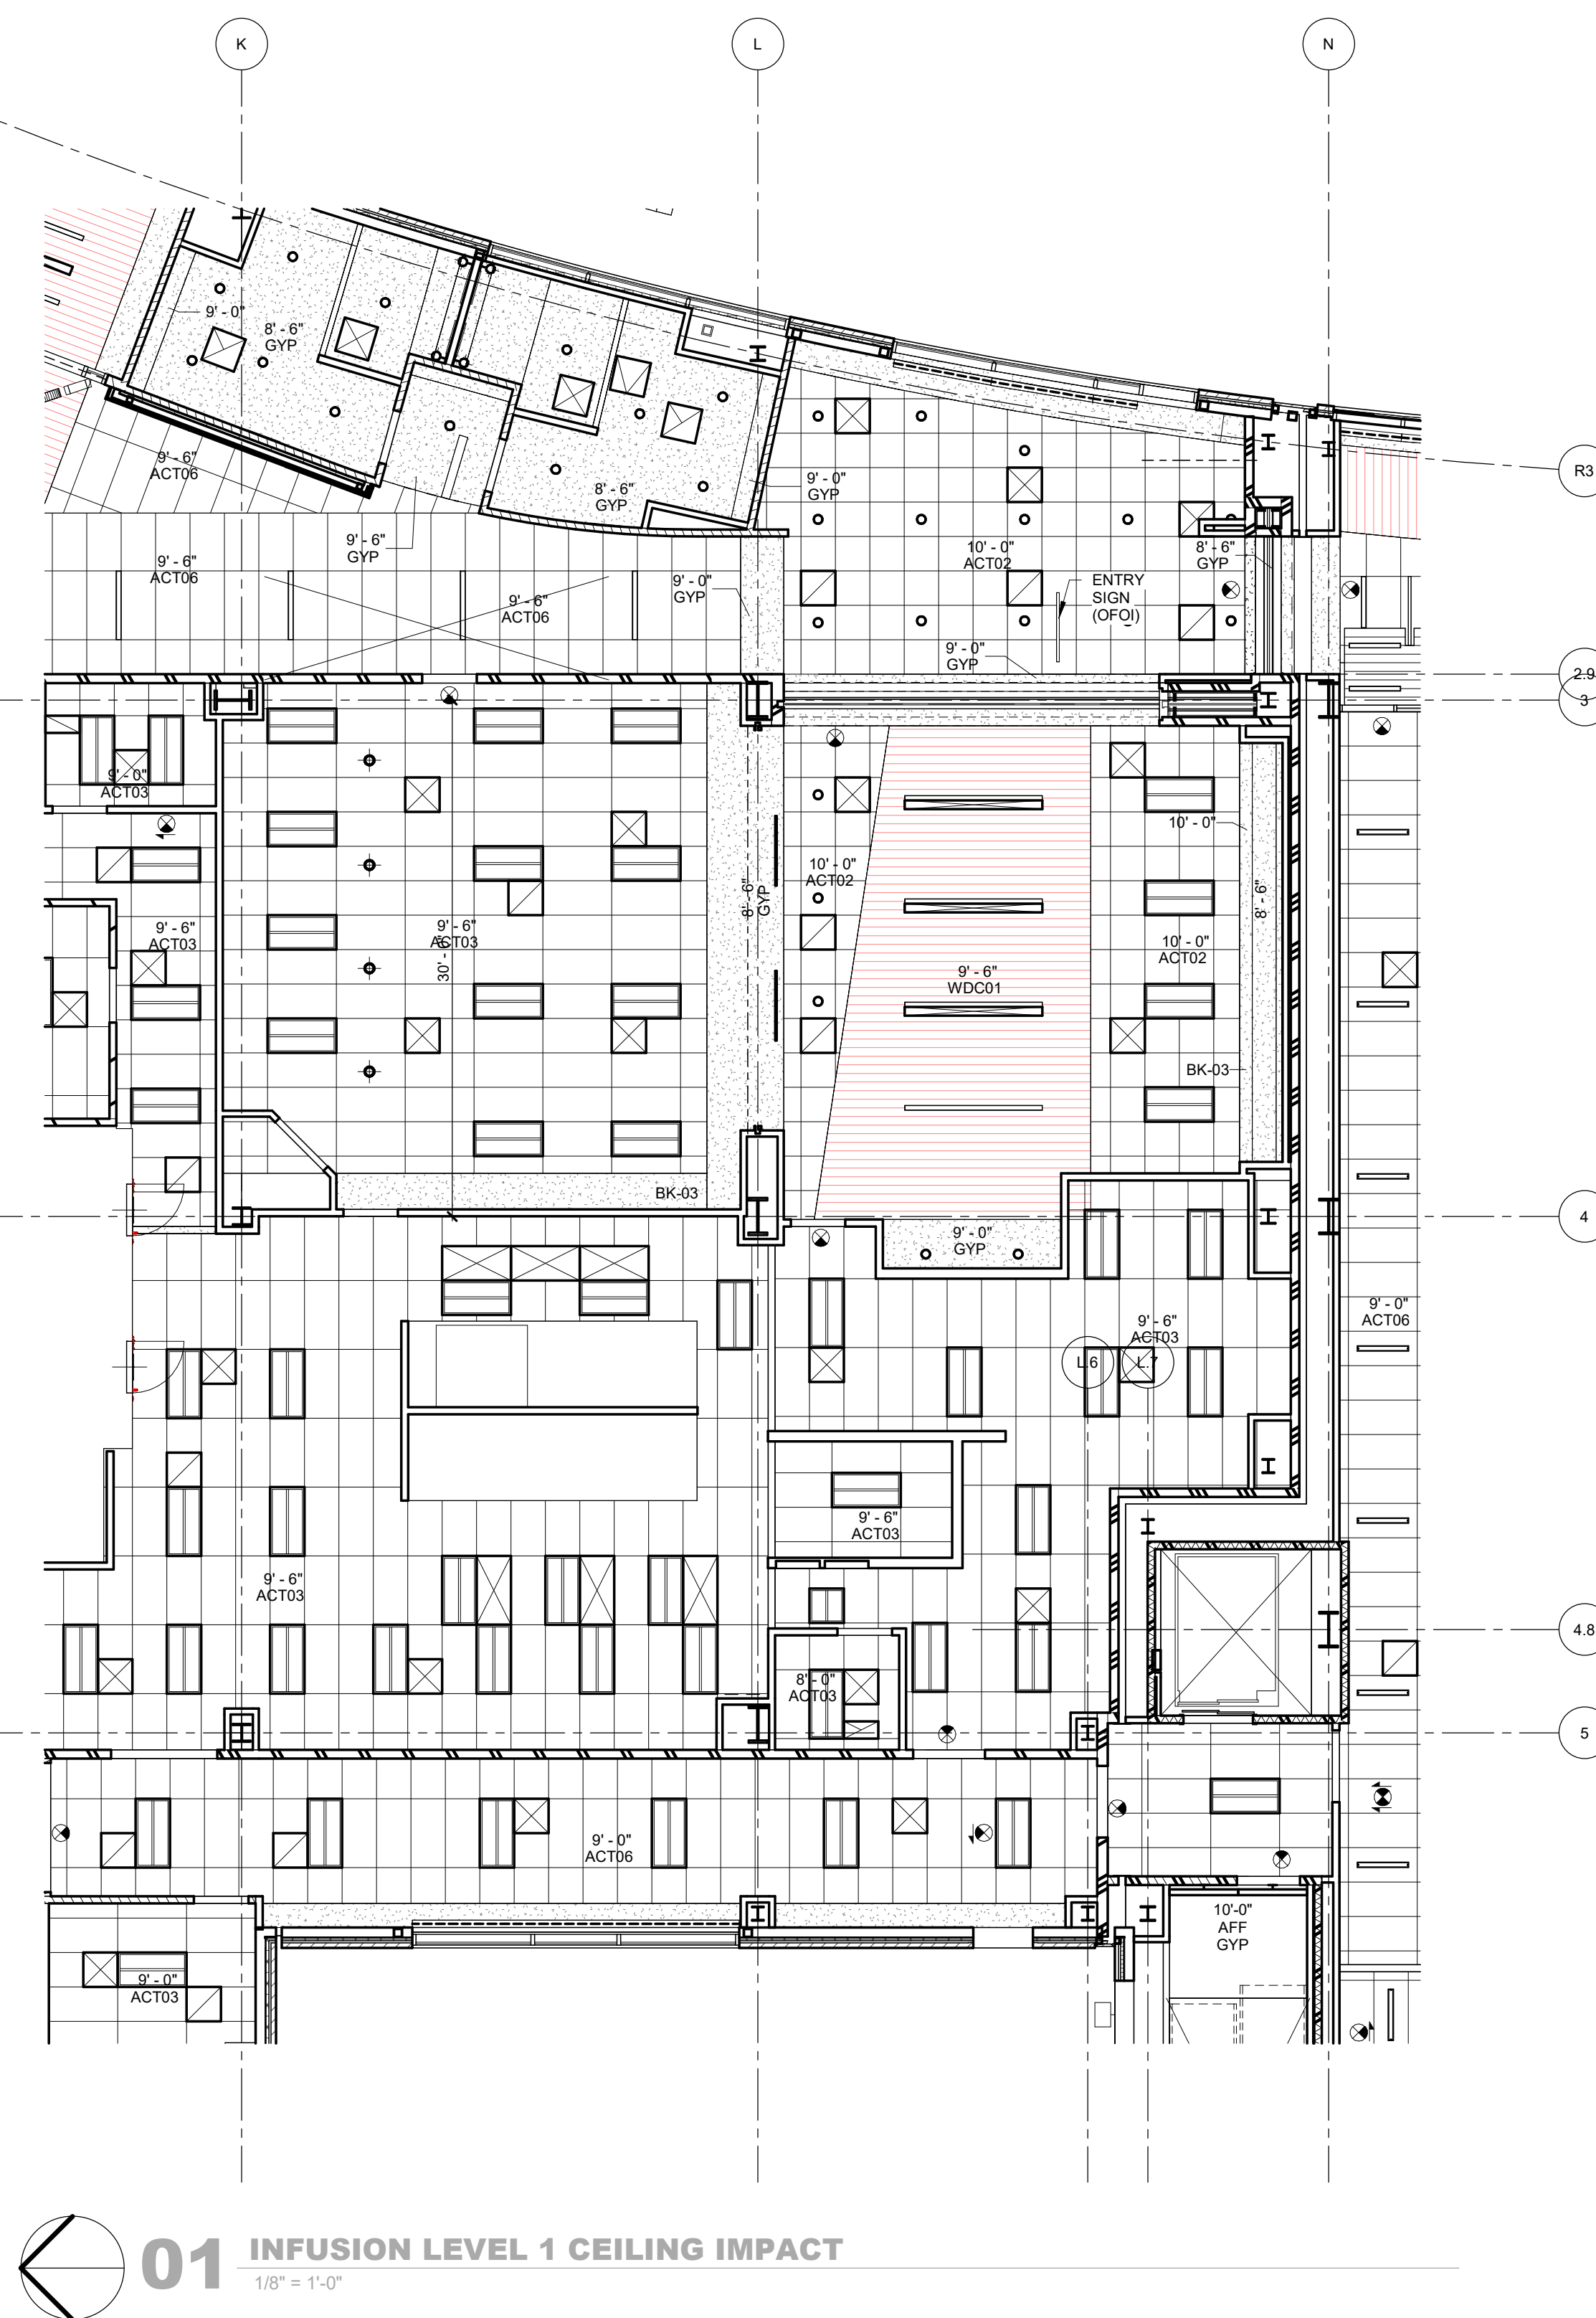 K
L
N
9' - 0"
8' - 6"
GYP
9' - 6"
ACT06
8' - 6"
GYP
9' - 0"
GYP
R3
9' - 6"
GYP
9' - 6"
ACT06
9' - 6"
ACT06
9' - 0"
GYP
10' - 0"
ACT02
8' - 6"
GYP
ENTRY
SIGN
(OFOI)
9' - 0"
GYP
2.9
3
9' - 0"
ACT03
10' - 0"
10' - 0"
ACT02
8' - 6"
GYP
8' - 6"
9' - 6"
ACT03
9' - 6"
ACT03
30' - 6"
10' - 0"
ACT02
9' - 6"
WDC01
BK-03
BK-03
4
9' - 0"
GYP
9' - 0"
ACT06
9' - 6"
ACT03
L.6
L.7
9' - 6"
ACT03
9' - 6"
ACT03
4.8
8' - 0"
ACT03
5
9' - 0"
ACT06
10'-0"
AFF
GYP
9' - 0"
ACT03
01
INFUSION LEVEL 1 CEILING IMPACT
1/8" = 1'-0"